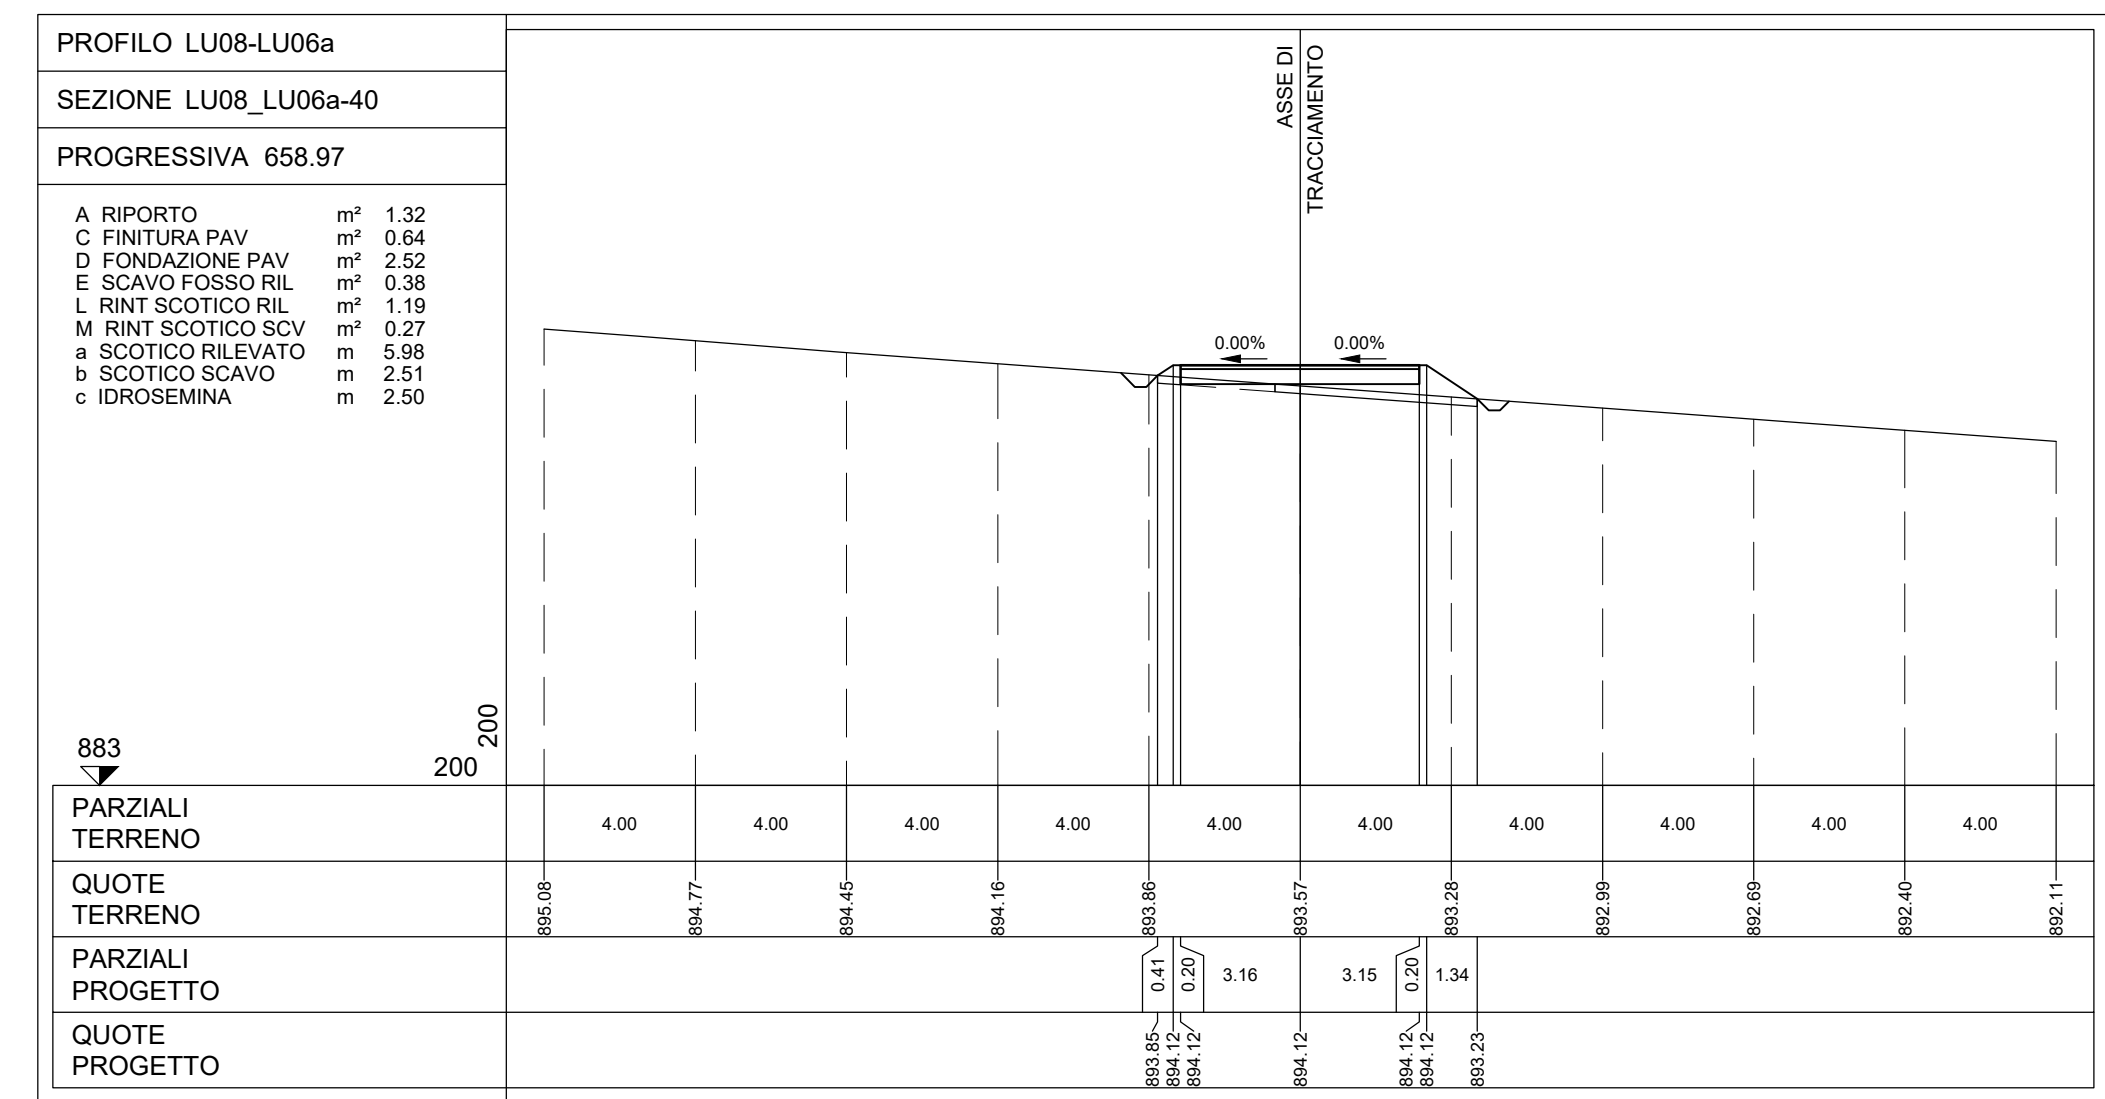 PROFILO LU08-LU06a
SEZIONE LU08_LU06a-40
PROGRESSIVA 658.97
A RIPORTO m² 1.32
C FINITURA PAV m² 0.64
D FONDAZIONE PAV m² 2.52
E SCAVO FOSSO RIL m² 0.38
L RINT SCOTICO RIL m² 1.19
M RINT SCOTICO SCV m² 0.27
a SCOTICO RILEVATO m 5.98
b SCOTICO SCAVO m 2.51
c IDROSEMINA m 2.50
ASSE DI
TRACCIAMENTO
0.00% 0.00%
883
200
200
PARZIALI
TERRENO
4.00 4.00 4.00 4.00 4.00 4.00 4.00 4.00 4.00 4.00
QUOTE
TERRENO
895.08 894.77 894.45 894.16 893.86 893.57 893.28 892.99 892.69 892.40 892.11
PARZIALI
PROGETTO
0.41 0.20 3.16 3.15 0.20 1.34
QUOTE
PROGETTO
893.85 894.12 894.12 894.12 894.12 894.12 893.23